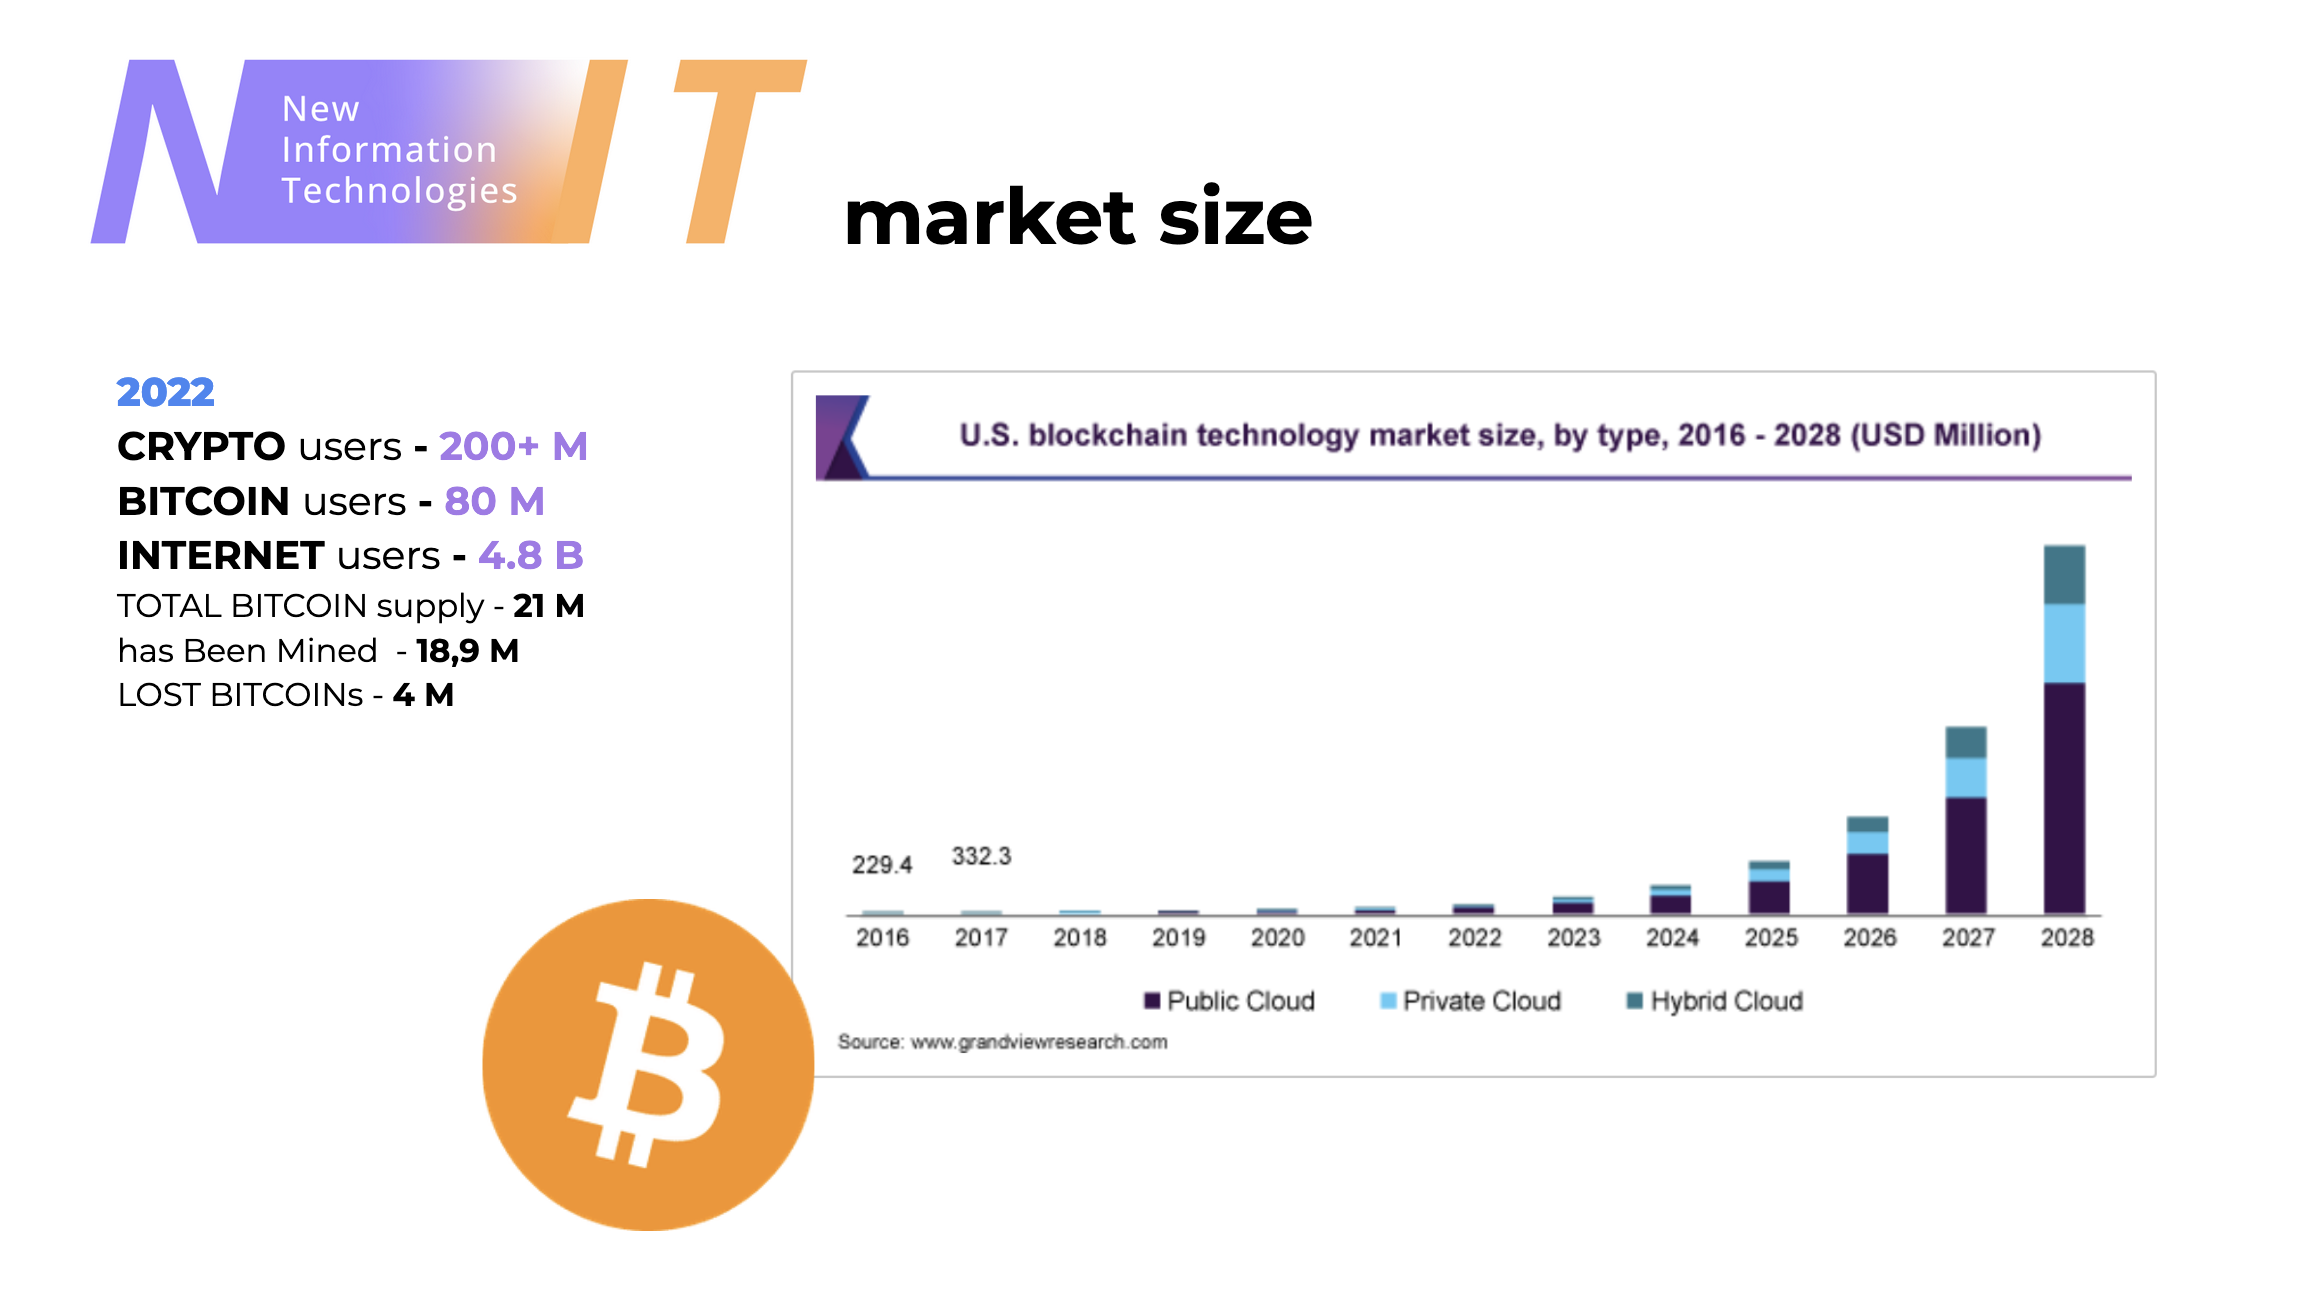 N IT
New
Information
Technologies
market size
2022
CRYPTO users - 200+ M
BITCOIN users - 80 M
INTERNET users - 4.8 B
TOTAL BITCOIN supply - 21 M
has Been Mined - 18,9 M
LOST BITCOINs - 4 M
U.S. blockchain technology market size, by type, 2016 - 2028 (USD Million)
229.4 332.3
2016 2017 2018 2019 2020 2021 2022 2023 2024 2025 2026 2027 2028
Public Cloud Private Cloud Hybrid Cloud
Source: www.grandviewresearch.com